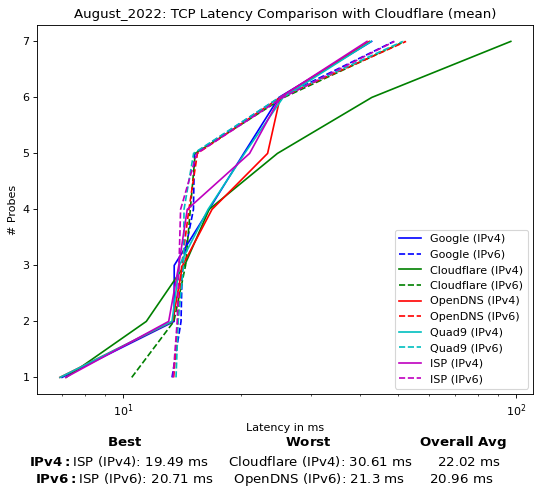 August_2022: TCP Latency Comparison with Cloudflare (mean)
7
6
5
4
3
2
1
# Probes
Google (IPv4)
Google (IPv6)
Cloudflare (IPv4)
Cloudflare (IPv6)
OpenDNS (IPv4)
OpenDNS (IPv6)
Quad9 (IPv4)
Quad9 (IPv6)
ISP (IPv4)
ISP (IPv6)
10¹ 10²
Latency in ms
Best Worst Overall Avg
IPv4: ISP (IPv4): 19.49 ms Cloudflare (IPv4): 30.61 ms 22.02 ms
IPv6: ISP (IPv6): 20.71 ms OpenDNS (IPv6): 21.3 ms 20.96 ms